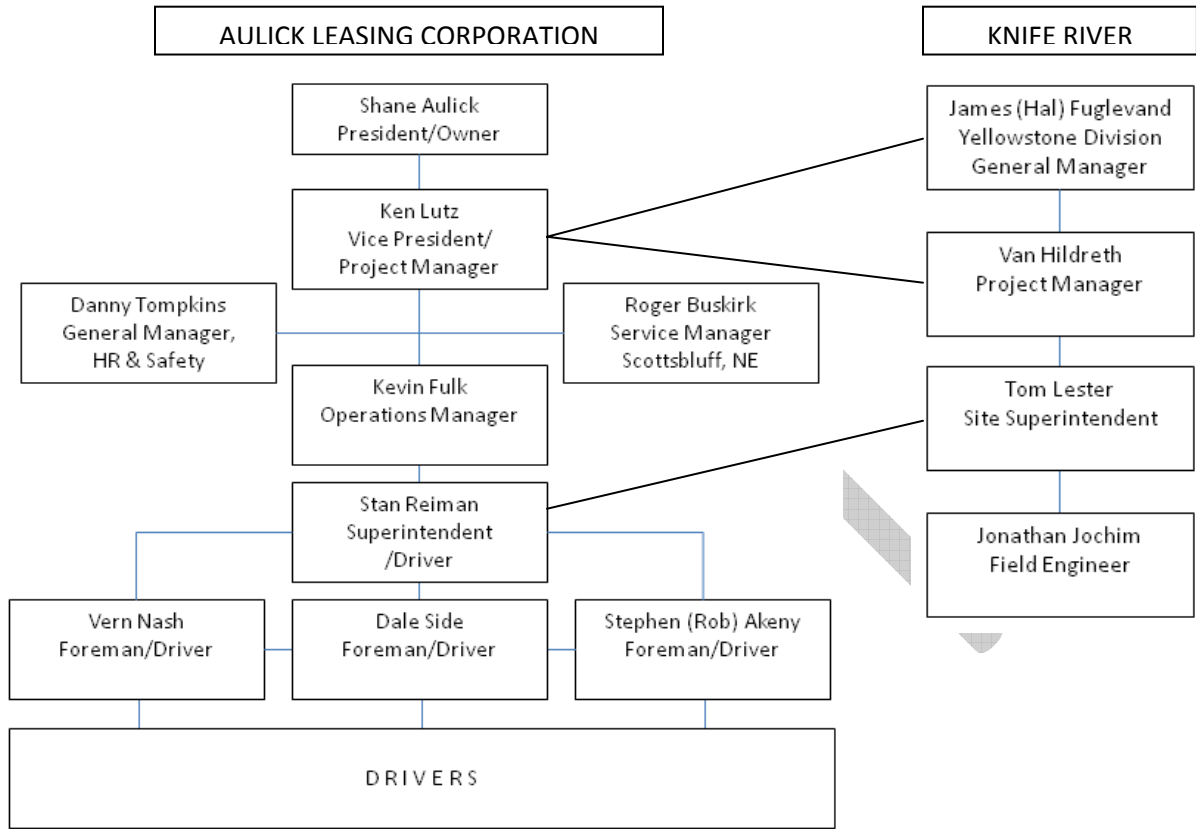 AULICK LEASING CORPORATION
KNIFE RIVER
Shane Aulick
President/Owner
James (Hal) Fuglevand
Yellowstone Division
General Manager
Ken Lutz
Vice President/
Project Manager
Van Hildreth
Project Manager
Danny Tompkins
General Manager,
HR & Safety
Roger Buskirk
Service Manager
Scottsbluff, NE
Kevin Fulk
Operations Manager
Tom Lester
Site Superintendent
Stan Reiman
Superintendent
/Driver
Jonathan Jochim
Field Engineer
Vern Nash
Foreman/Driver
Dale Side
Foreman/Driver
Stephen (Rob) Akeny
Foreman/Driver
D R I V E R S